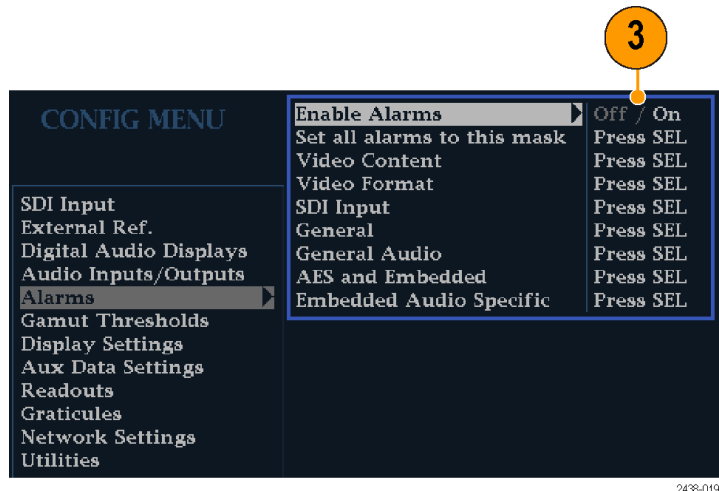 3
CONFIG MENU
SDI Input
External Ref.
Digital Audio Displays
Audio Inputs/Outputs
Alarms
Gamut Thresholds
Display Settings
Aux Data Settings
Readouts
Graticules
Network Settings
Utilities
Enable Alarms Off / On
Set all alarms to this mask Press SEL
Video Content Press SEL
Video Format Press SEL
SDI Input Press SEL
General Press SEL
General Audio Press SEL
AES and Embedded Press SEL
Embedded Audio Specific Press SEL
2438-019